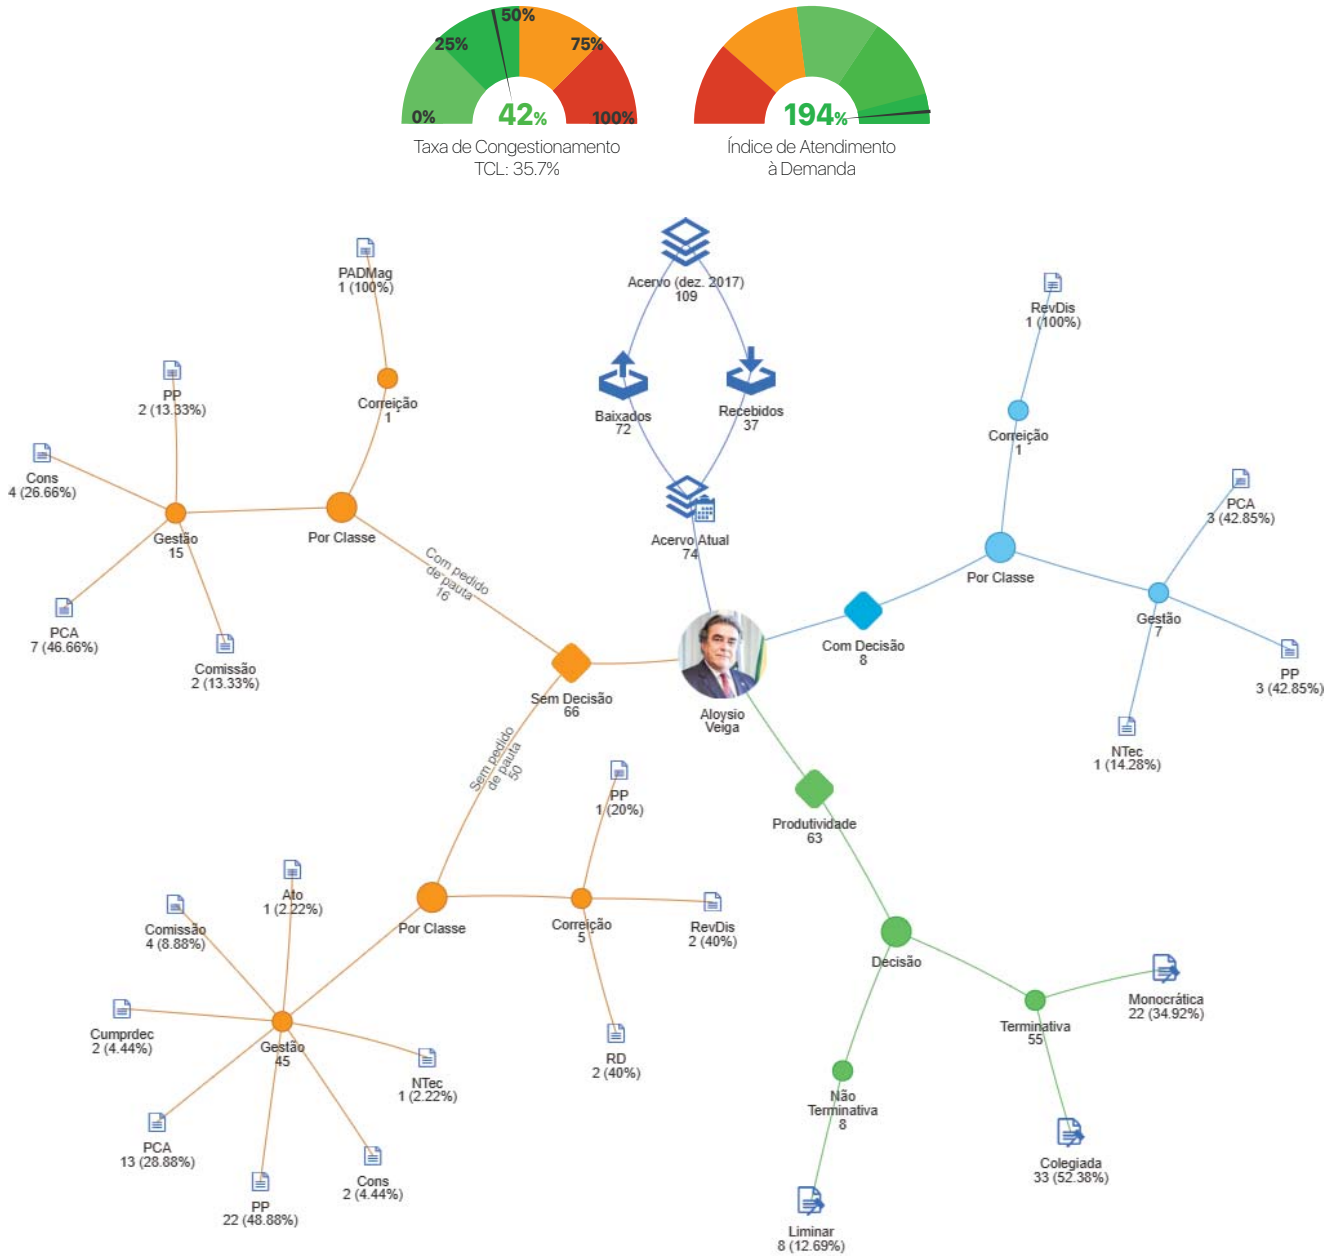 50%
25%
75%
0%
42%
100%
Taxa de Congestionamento
TCL: 35.7%
194%
Índice de Atendimento
à Demanda
Acervo (dez. 2017)
109
Baixados
72
Recebidos
37
Acervo Atual
74
PADMag
1 (100%)
Correição
1
PP
2 (13.33%)
Cons
4 (26.66%)
Gestão
15
Por Classe
PCA
7 (46.66%)
Comissão
2 (13.33%)
Com pedido
de pauta
16
Sem Decisão
66
Aloysio
Veiga
RevDis
1 (100%)
Correição
1
Por Classe
Com Decisão
8
PCA
3 (42.85%)
Gestão
7
PP
3 (42.85%)
NTec
1 (14.28%)
Sem pedido
de pauta
50
PP
1 (20%)
Por Classe
Correição
5
RevDis
2 (40%)
RD
2 (40%)
Ato
1 (2.22%)
Comissão
4 (8.88%)
Cumprdec
2 (4.44%)
Gestão
45
NTec
1 (2.22%)
PCA
13 (28.88%)
PP
22 (48.88%)
Cons
2 (4.44%)
Produtividade
63
Decisão
Terminativa
55
Monocrática
22 (34.92%)
Não
Terminativa
8
Colegiada
33 (52.38%)
Liminar
8 (12.69%)